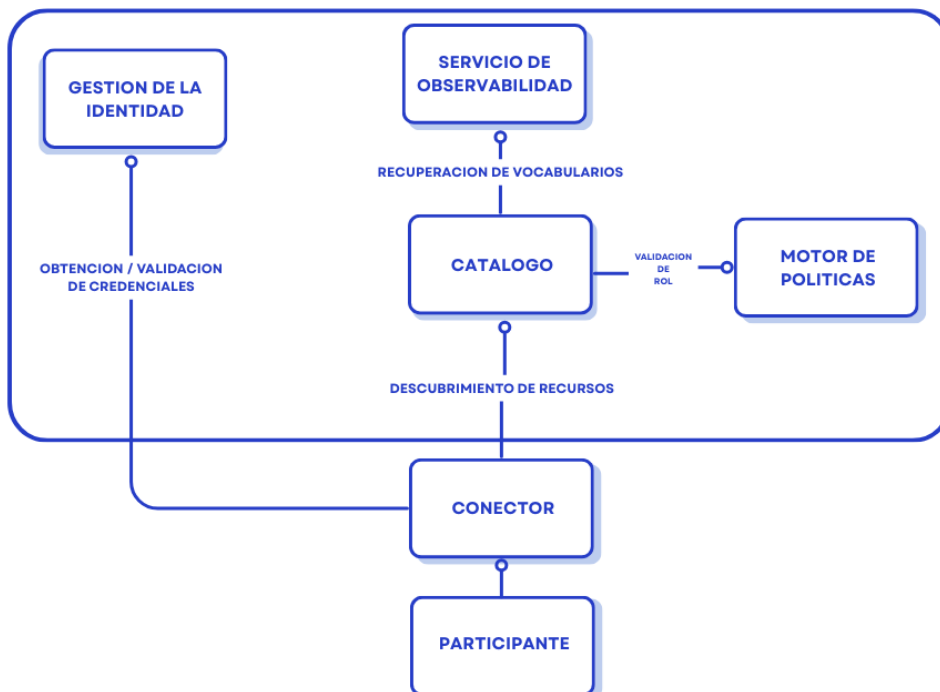 GESTION DE LA
IDENTIDAD
SERVICIO DE
OBSERVABILIDAD
RECUPERACION DE VOCABULARIOS
OBTENCION / VALIDACION
DE CREDENCIALES
CATALOGO
VALIDACION
DE
ROL
MOTOR DE
POLITICAS
DESCUBRIMIENTO DE RECURSOS
CONECTOR
PARTICIPANTE